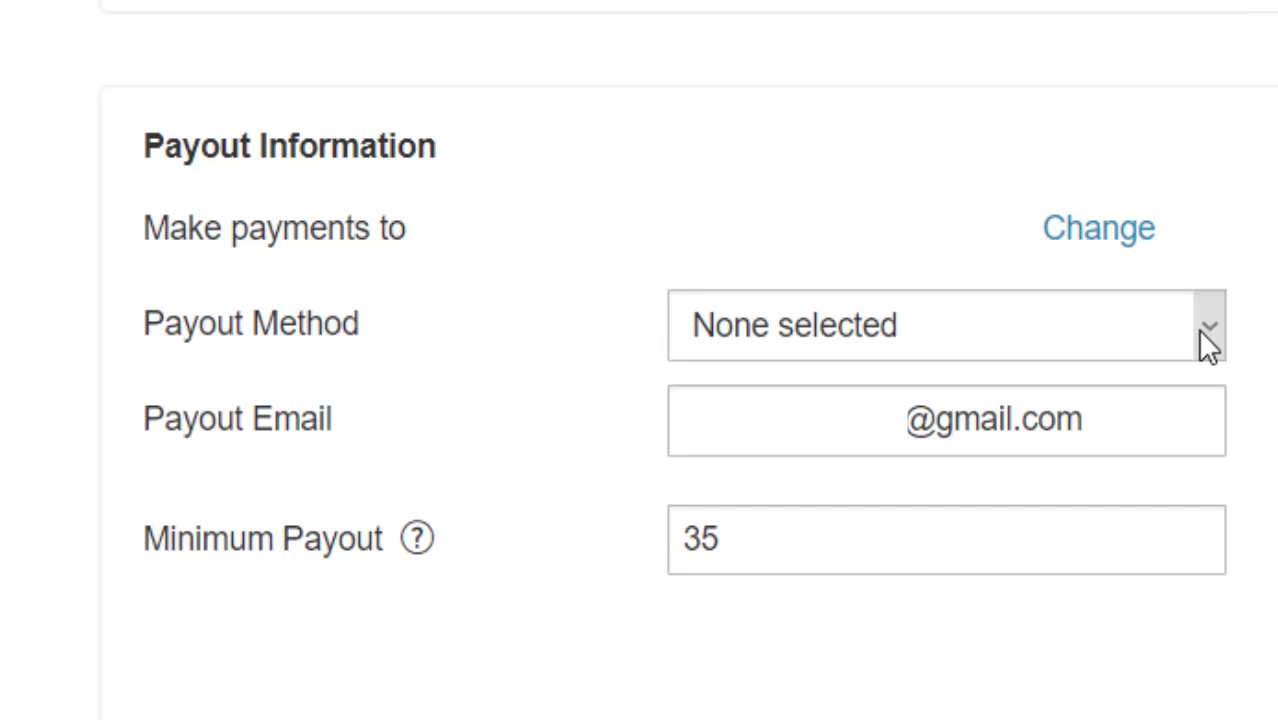 Payout Information
Make payments to Change
Payout Method None selected
Payout Email @gmail.com
Minimum Payout ? 35